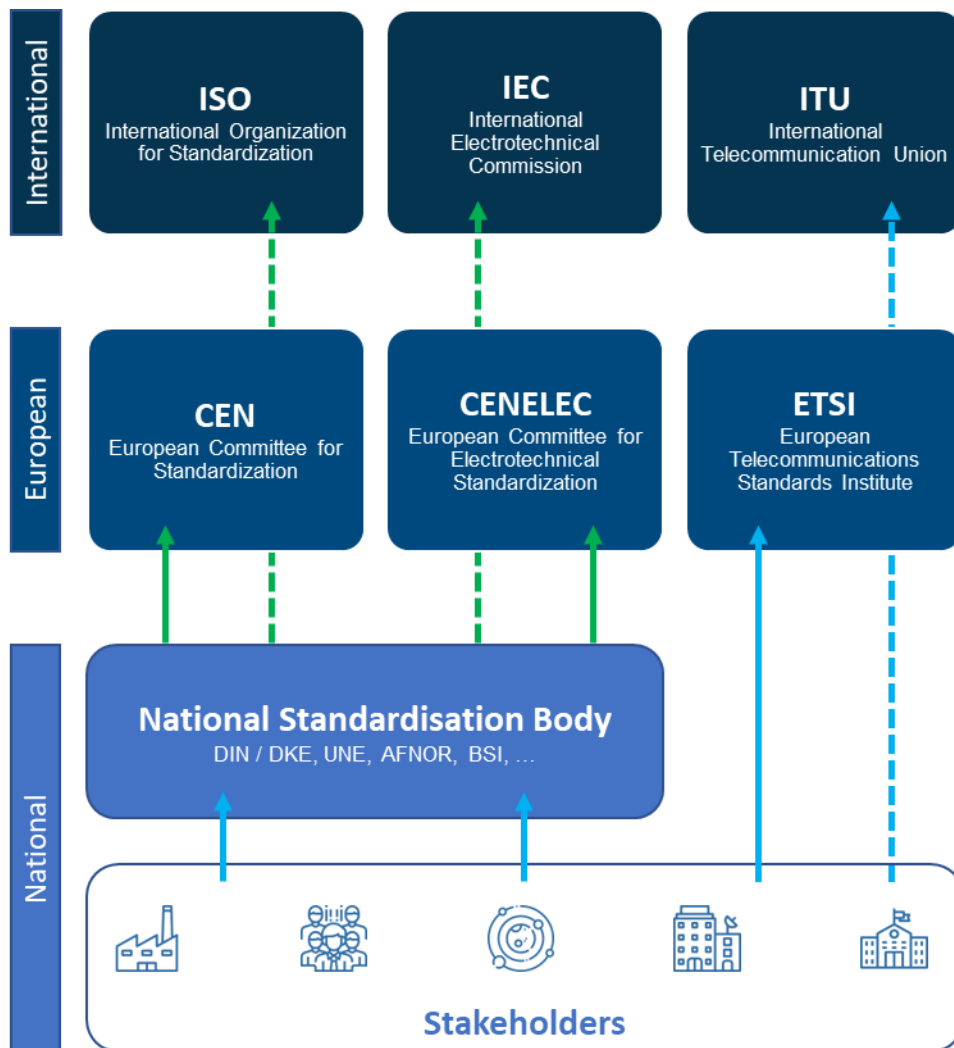 International
ISO
International Organization
for Standardization
IEC
International
Electrotechnical
Commission
ITU
International
Telecommunication Union
European
CEN
European Committee for
Standardization
CENELEC
European Committee for
Electrotechnical
Standardization
ETSI
European
Telecommunications
Standards Institute
National
National Standardisation Body
DIN / DKE, UNE, AFNOR, BSI, ...
Stakeholders